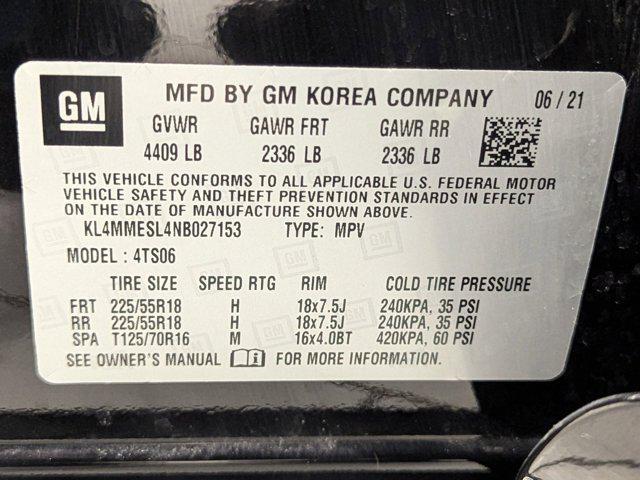 GM MFD BY GM KOREA COMPANY 06/21
GVWR GAWR FRT GAWR RR
4409 LB 2336 LB 2336 LB
THIS VEHICLE CONFORMS TO ALL APPLICABLE U.S. FEDERAL MOTOR
VEHICLE SAFETY AND THEFT PREVENTION STANDARDS IN EFFECT
ON THE DATE OF MANUFACTURE SHOWN ABOVE.
KL4MMESL4NB027153 TYPE: MPV
MODEL : 4TS06
TIRE SIZE SPEED RTG RIM COLD TIRE PRESSURE
FRT 225/55R18 H 18x7.5J 240KPA, 35 PSI
RR 225/55R18 H 18x7.5J 240KPA, 35 PSI
SPA T125/70R16 M 16x4.0BT 420KPA, 60 PSI
SEE OWNER'S MANUAL FOR MORE INFORMATION.